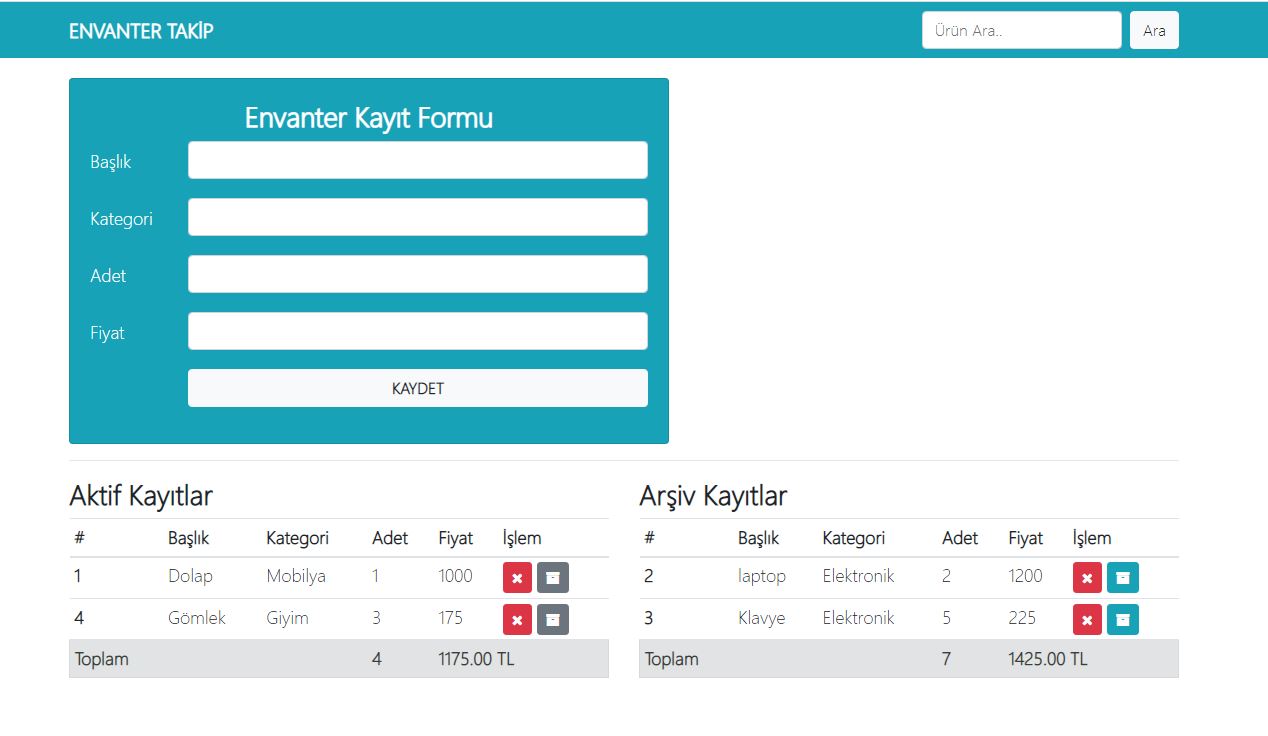 ENVANTER TAKİP Ürün Ara.. Ara
Envanter Kayıt Formu
Başlık
Kategori
Adet
Fiyat
KAYDET
Aktif Kayıtlar
# Başlık Kategori Adet Fiyat İşlem
1 Dolap Mobilya 1 1000
4 Gömlek Giyim 3 175
Toplam 4 1175.00 TL
Arşiv Kayıtlar
# Başlık Kategori Adet Fiyat İşlem
2 laptop Elektronik 2 1200
3 Klavye Elektronik 5 225
Toplam 7 1425.00 TL